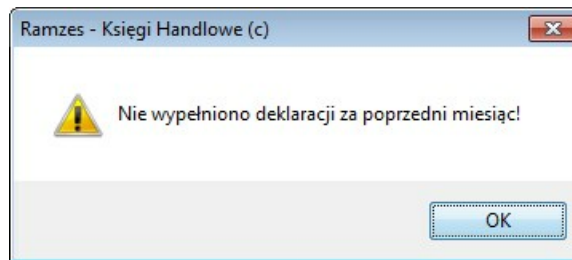 Ramzes - Księgi Handlowe (c)
Nie wypełniono deklaracji za poprzedni miesiąc!
OK